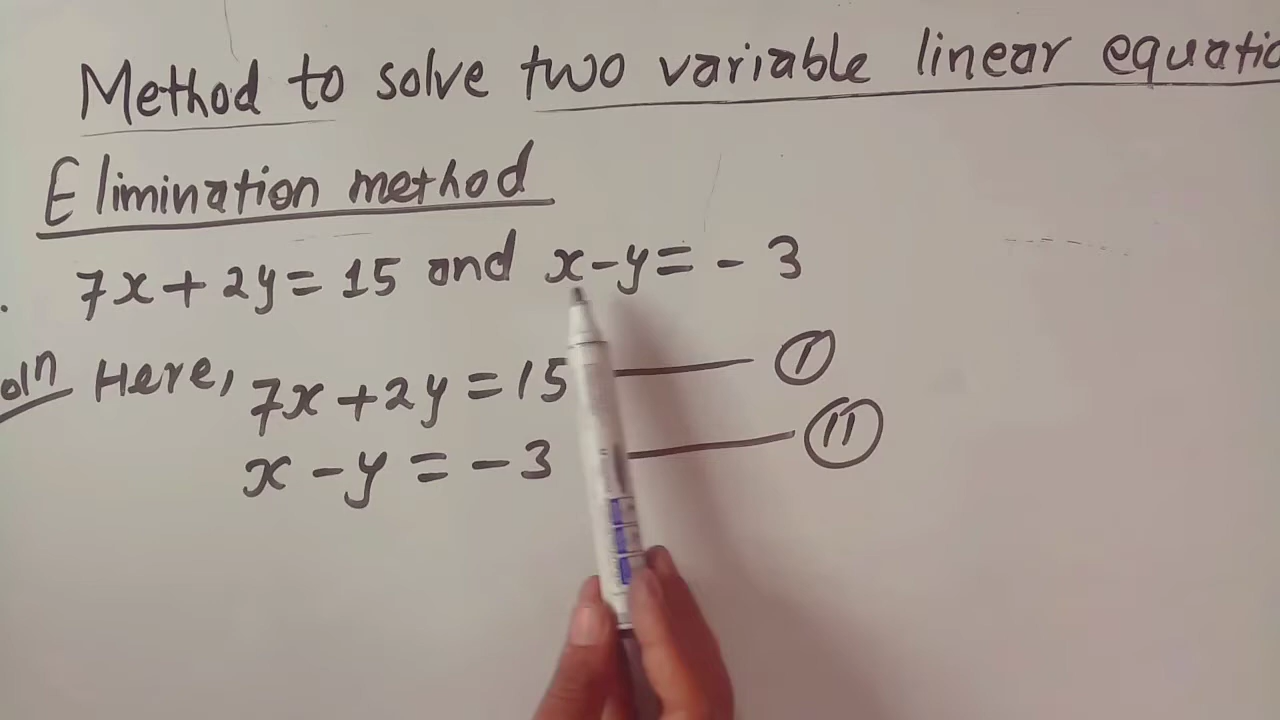 Method to solve two variable linear equatio
Elimination method
7x + 2y = 15 and x - y = - 3
oln Here, 7x + 2y = 15 —— (I)
x - y = - 3 —— (II)